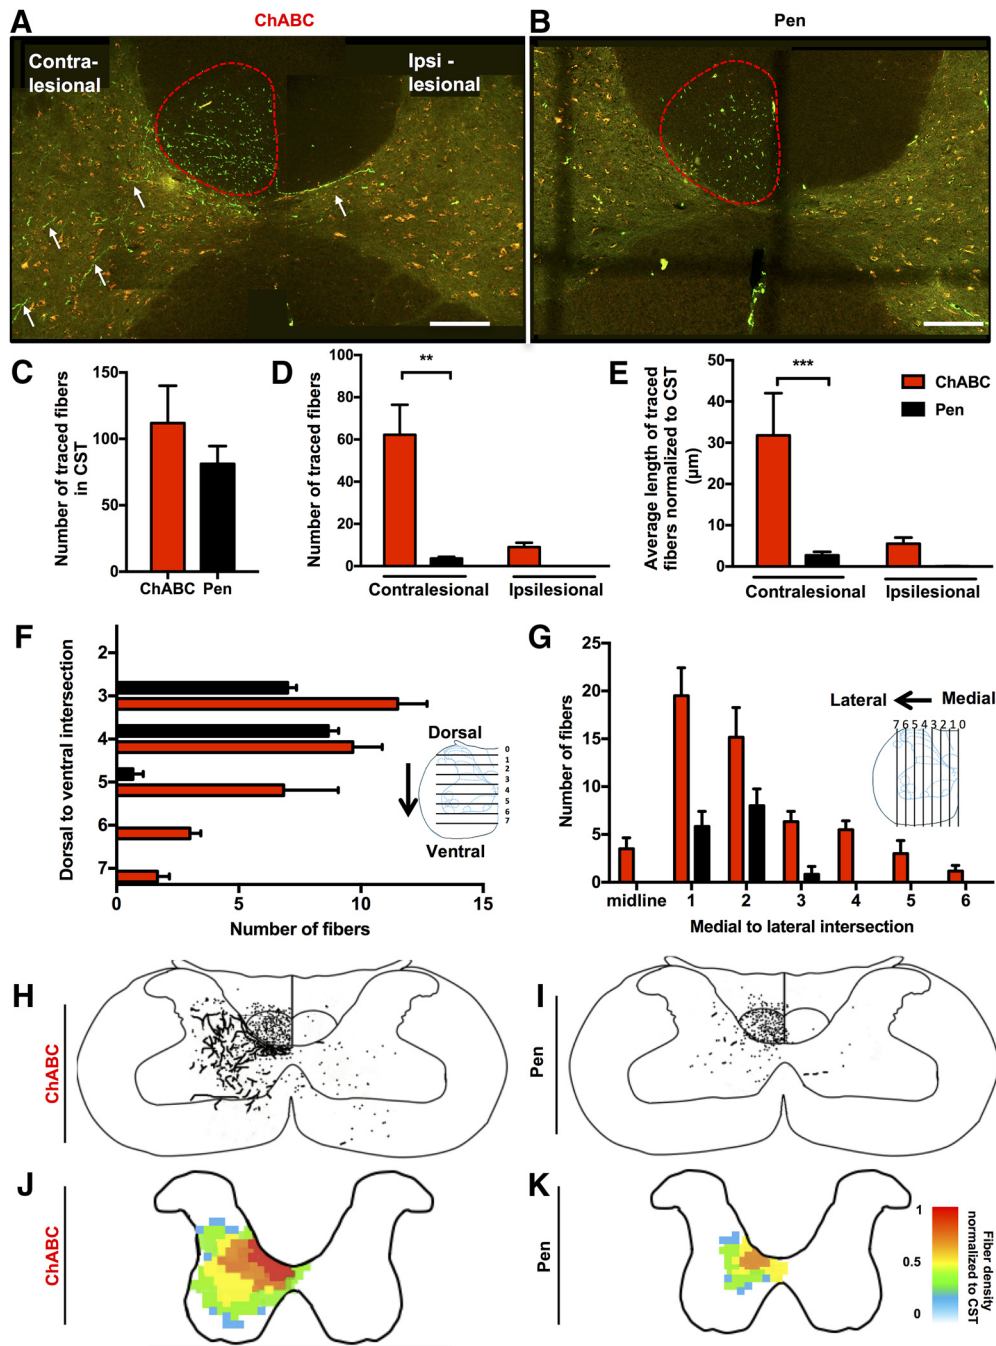 A
ChABC
B
Pen
Contra-
lesional
Ipsi -
lesional
C
Number of traced fibers
in CST
150
100
50
0
ChABC Pen
D
Number of traced fibers
100
80
60
40
20
0
**
Contralesional
Ipsilesional
E
Average length of traced
fibers normalized to CST
(μm)
50
40
30
20
10
0
***
Contralesional
Ipsilesional
ChABC
Pen
F
Dorsal to ventral intersection
2
3
4
5
6
7
0
5
10
15
Number of fibers
Dorsal
0
1
2
3
4
5
6
7
Ventral
G
Number of fibers
25
20
15
10
5
0
midline
1
2
3
4
5
6
Medial to lateral intersection
Lateral
Medial
7 6 5 4 3 2 1 0
H
ChABC
I
Pen
J
ChABC
K
Pen
1
0.5
0
Fiber density
normalized to CST